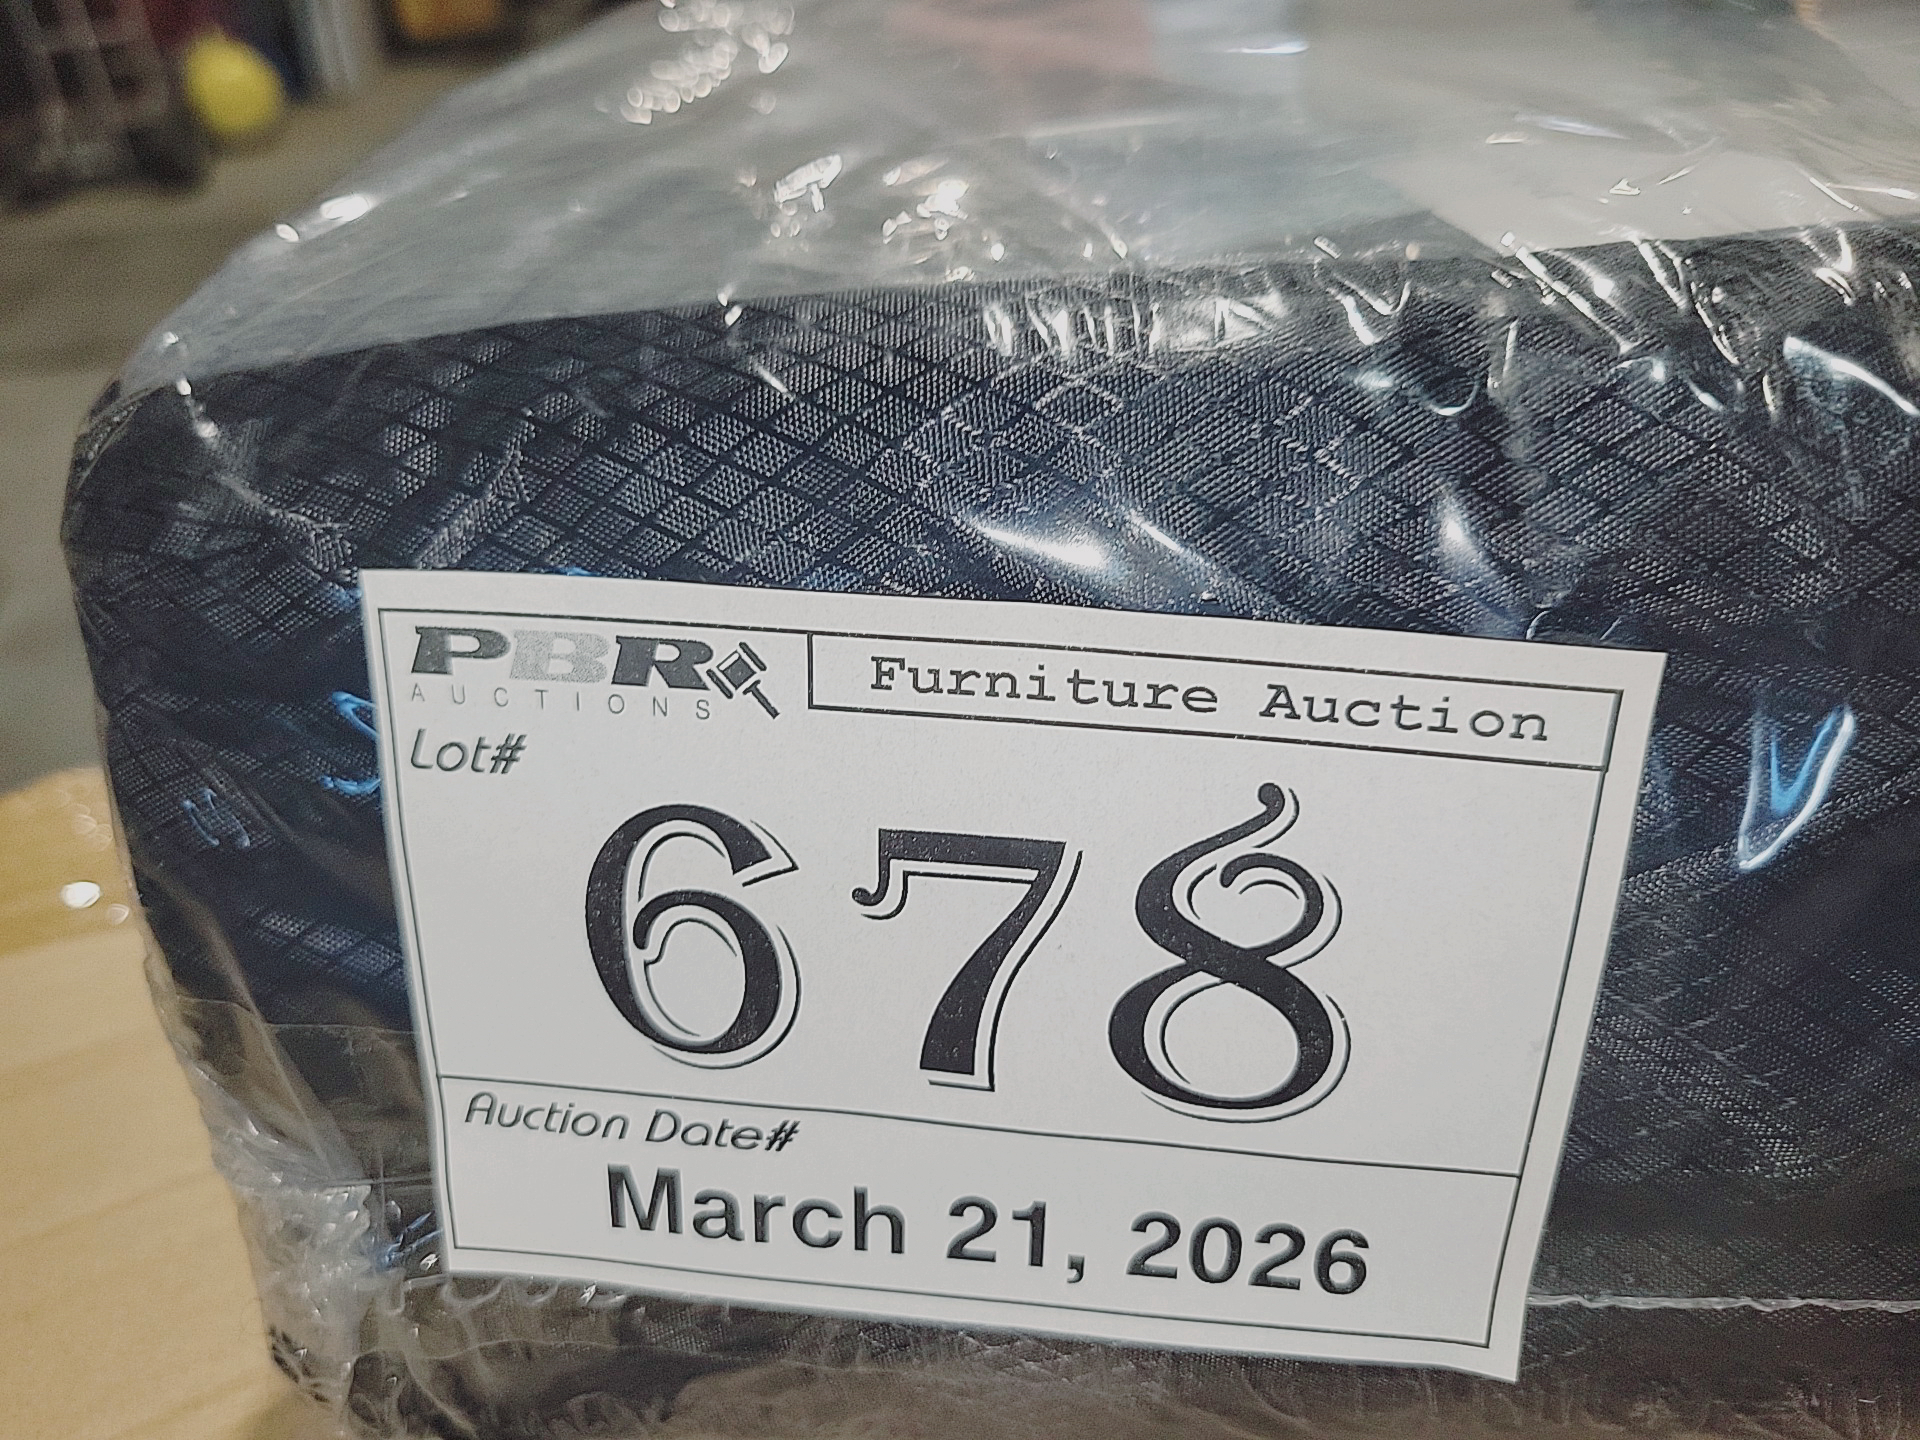 PBR
AUCTIONS
Furniture Auction
Lot#
678
Auction Date#
March 21, 2026